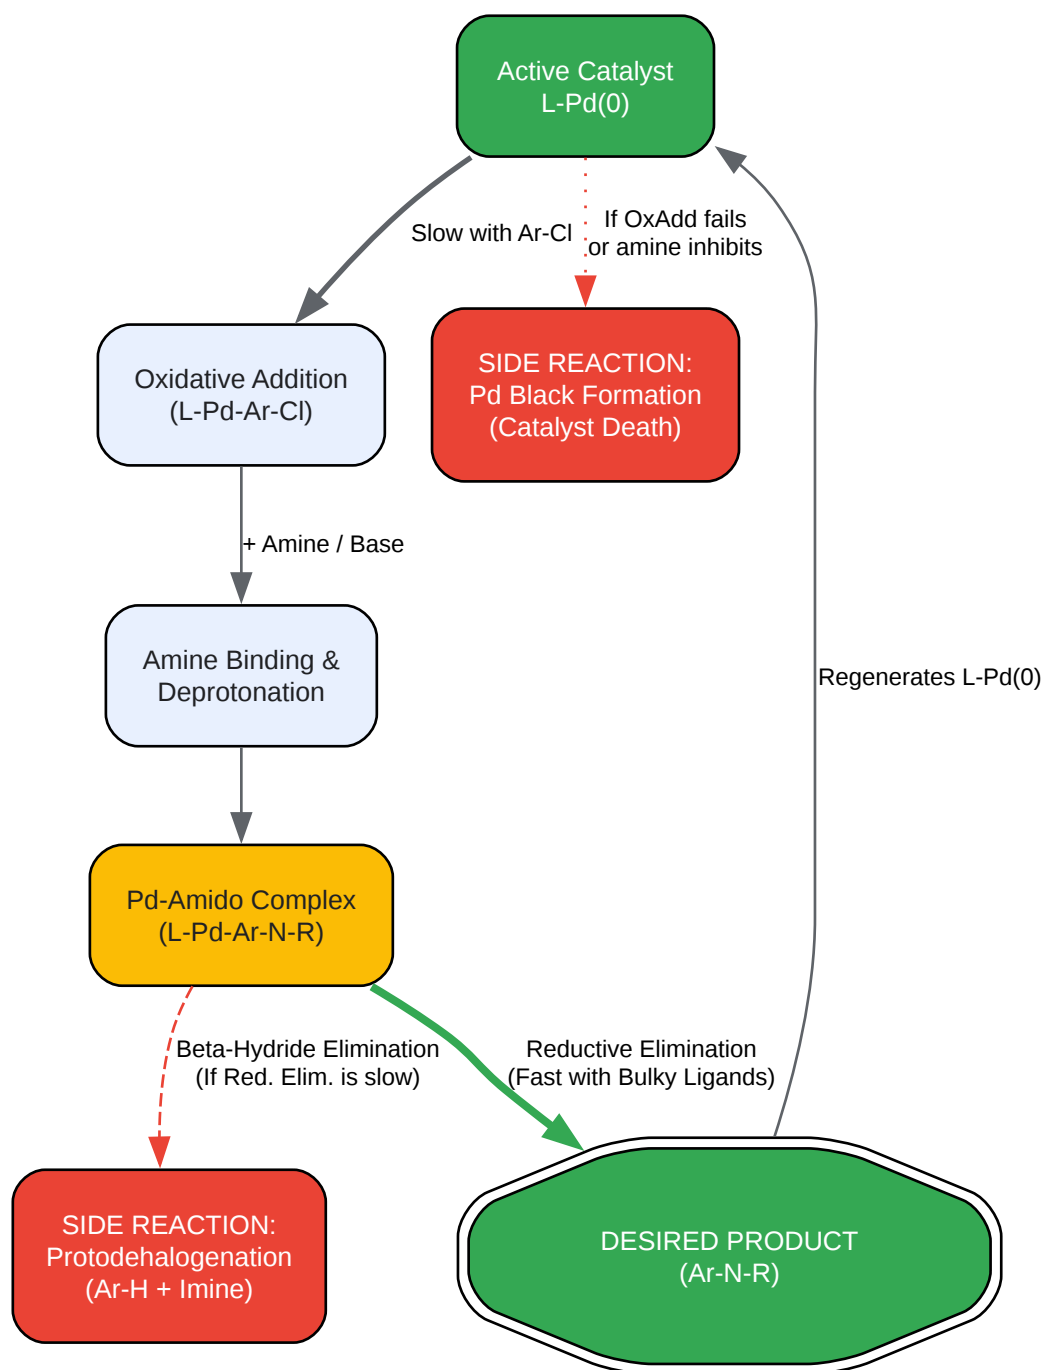 Active Catalyst
L-Pd(0)
Slow with Ar-Cl
If OxAdd fails
or amine inhibits
Oxidative Addition
(L-Pd-Ar-Cl)
SIDE REACTION:
Pd Black Formation
(Catalyst Death)
+ Amine / Base
Amine Binding &
Deprotonation
Regenerates L-Pd(0)
Pd-Amido Complex
(L-Pd-Ar-N-R)
Beta-Hydride Elimination
(If Red. Elim. is slow)
Reductive Elimination
(Fast with Bulky Ligands)
SIDE REACTION:
Protodehalogenation
(Ar-H + Imine)
DESIRED PRODUCT
(Ar-N-R)